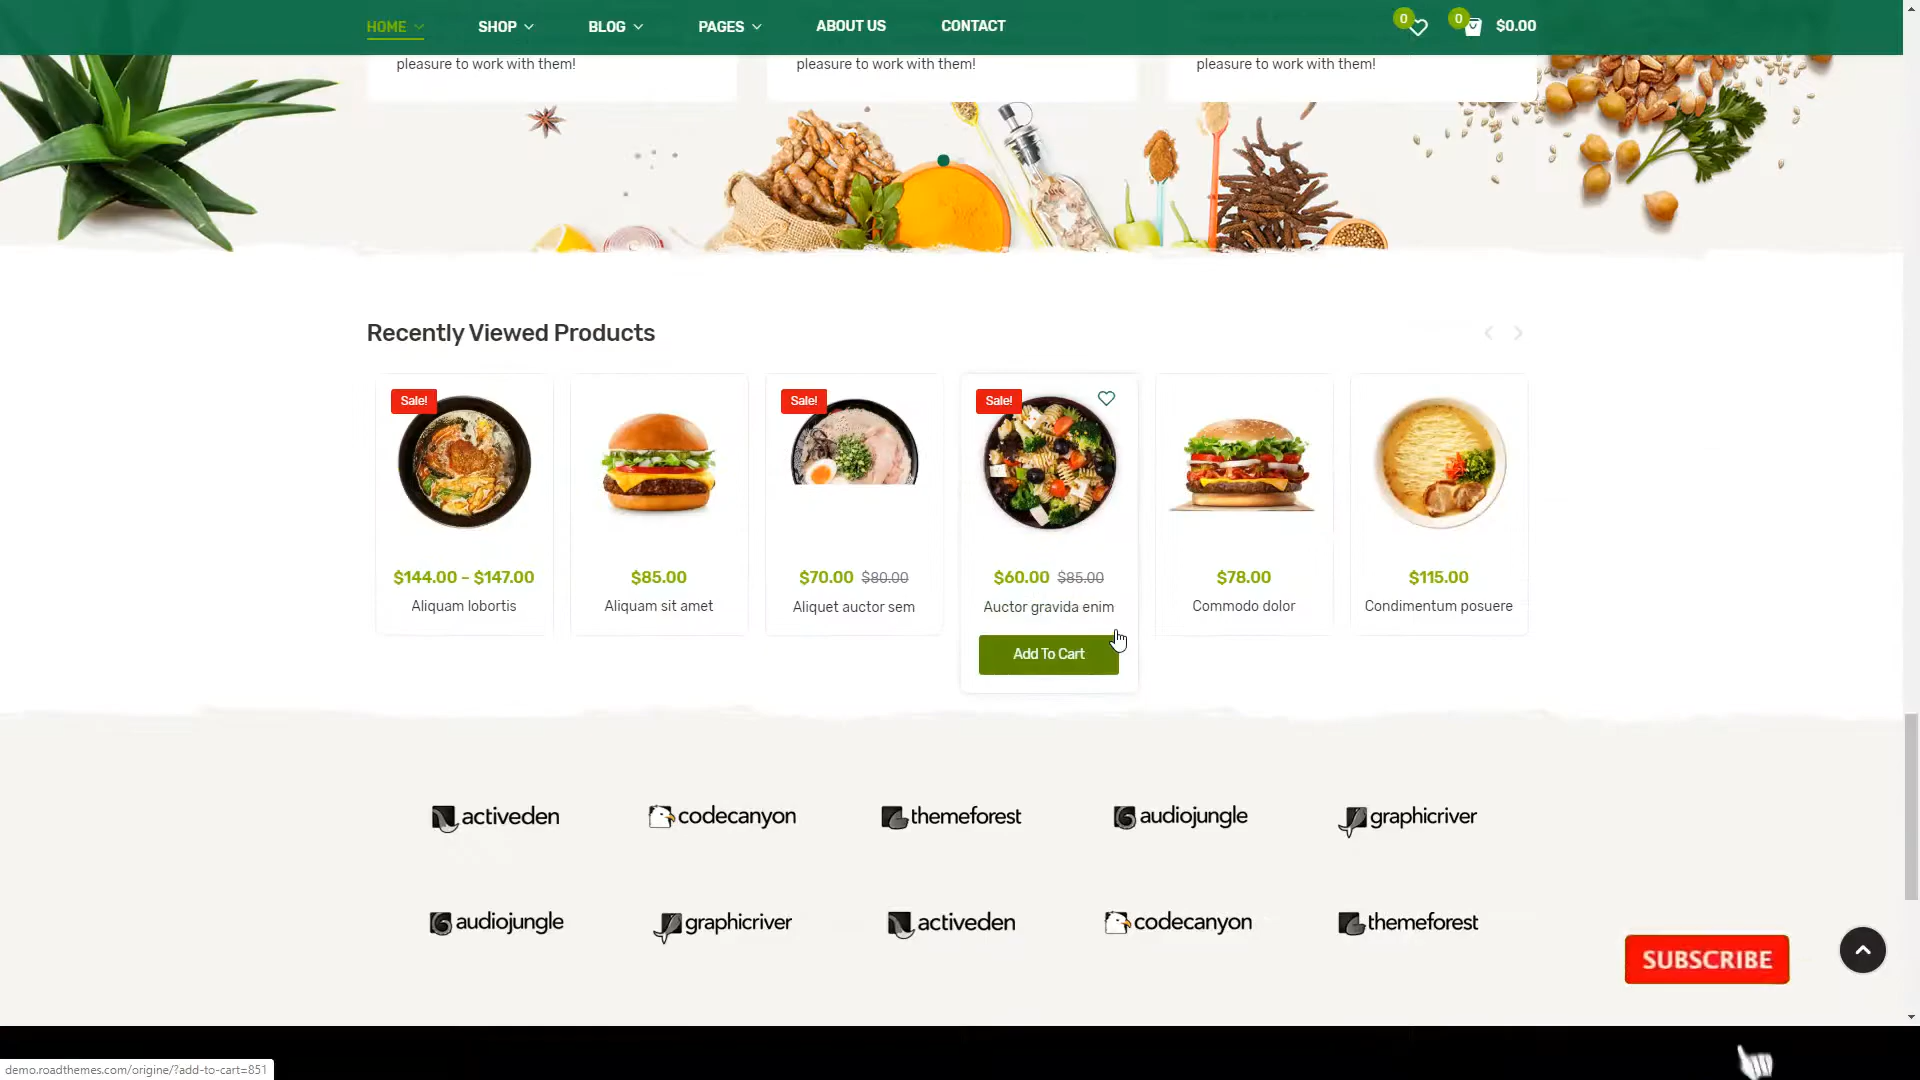 HOME SHOP BLOG PAGES ABOUT US CONTACT 0 0 $0.00
pleasure to work with them! pleasure to work with them! pleasure to work with them!
Recently Viewed Products
Sale! Sale! Sale!
$144.00 – $147.00 $85.00 $70.00 $80.00 $60.00 $85.00 $78.00 $115.00
Aliquam lobortis Aliquam sit amet Aliquet auctor sem Auctor gravida enim Commodo dolor Condimentum posuere
Add To Cart
activeden codecanyon themeforest audiojungle graphicriver
audiojungle graphicriver activeden codecanyon themeforest
SUBSCRIBE
demo.roadthemes.com/origine/?add-to-cart=851